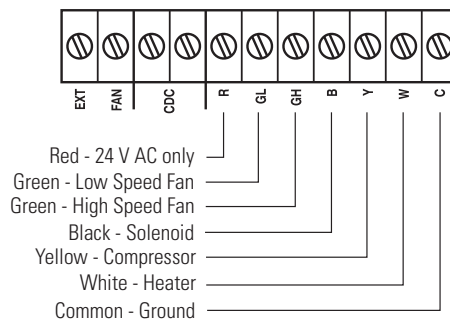 EXT FAN CDC R GL GH B Y W C
Red - 24 V AC only
Green - Low Speed Fan
Green - High Speed Fan
Black - Solenoid
Yellow - Compressor
White - Heater
Common - Ground